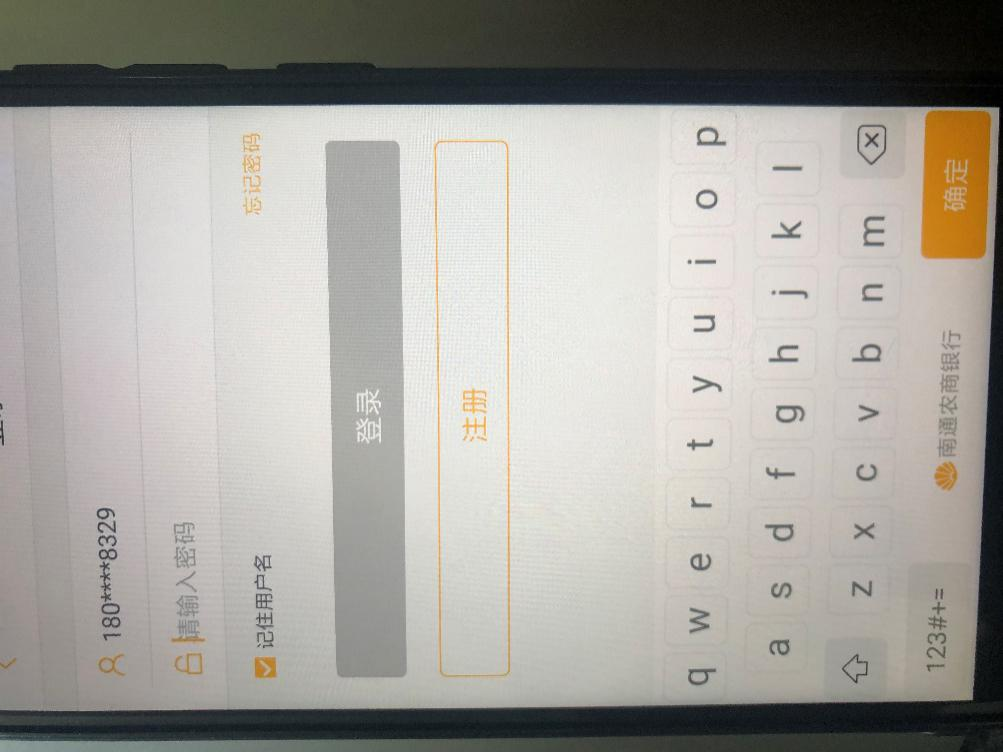 180****8329
请输入密码
记住用户名
忘记密码
登录
注册
q w e r t y u i o p
a s d f g h j k l
z x c v b n m
123#+=
南通农商银行
确定